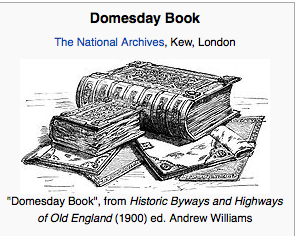 Domesday Book
The National Archives, Kew, London
"Domesday Book", from Historic Byways and Highways
of Old England (1900) ed. Andrew Williams